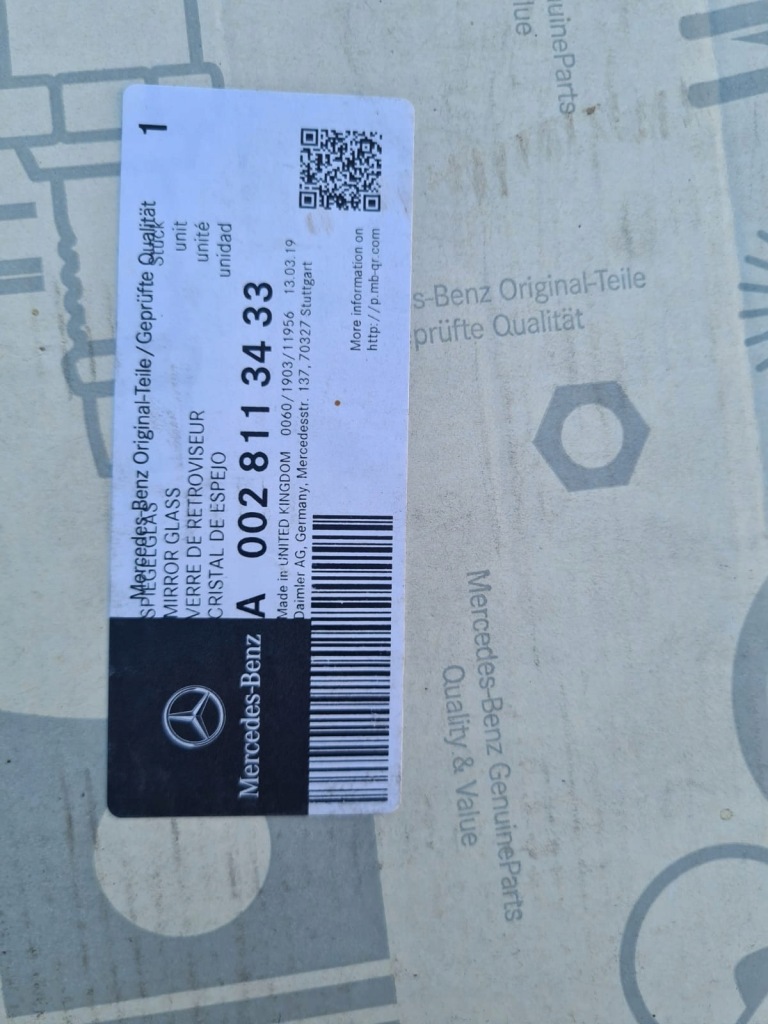 Mercedes-Benz Original-Teile/Geprüfte Qualität
1
SPIEGELGLAS Stück
MIRROR GLASS unit
VERRE DE RETROVISEUR unité
CRISTAL DE ESPEJO unidad
A 002 811 34 33
Made in UNITED KINGDOM 0060/1903/11956 13.03.19
Daimler AG, Germany, Mercedesstr. 137, 70327 Stuttgart
More information on
http://p.mb-qr.com
Mercedes-Benz
s-Benz Original-Teile
prüfte Qualität
Mercedes-Benz GenuineParts
Quality & Value
uineParts
lue